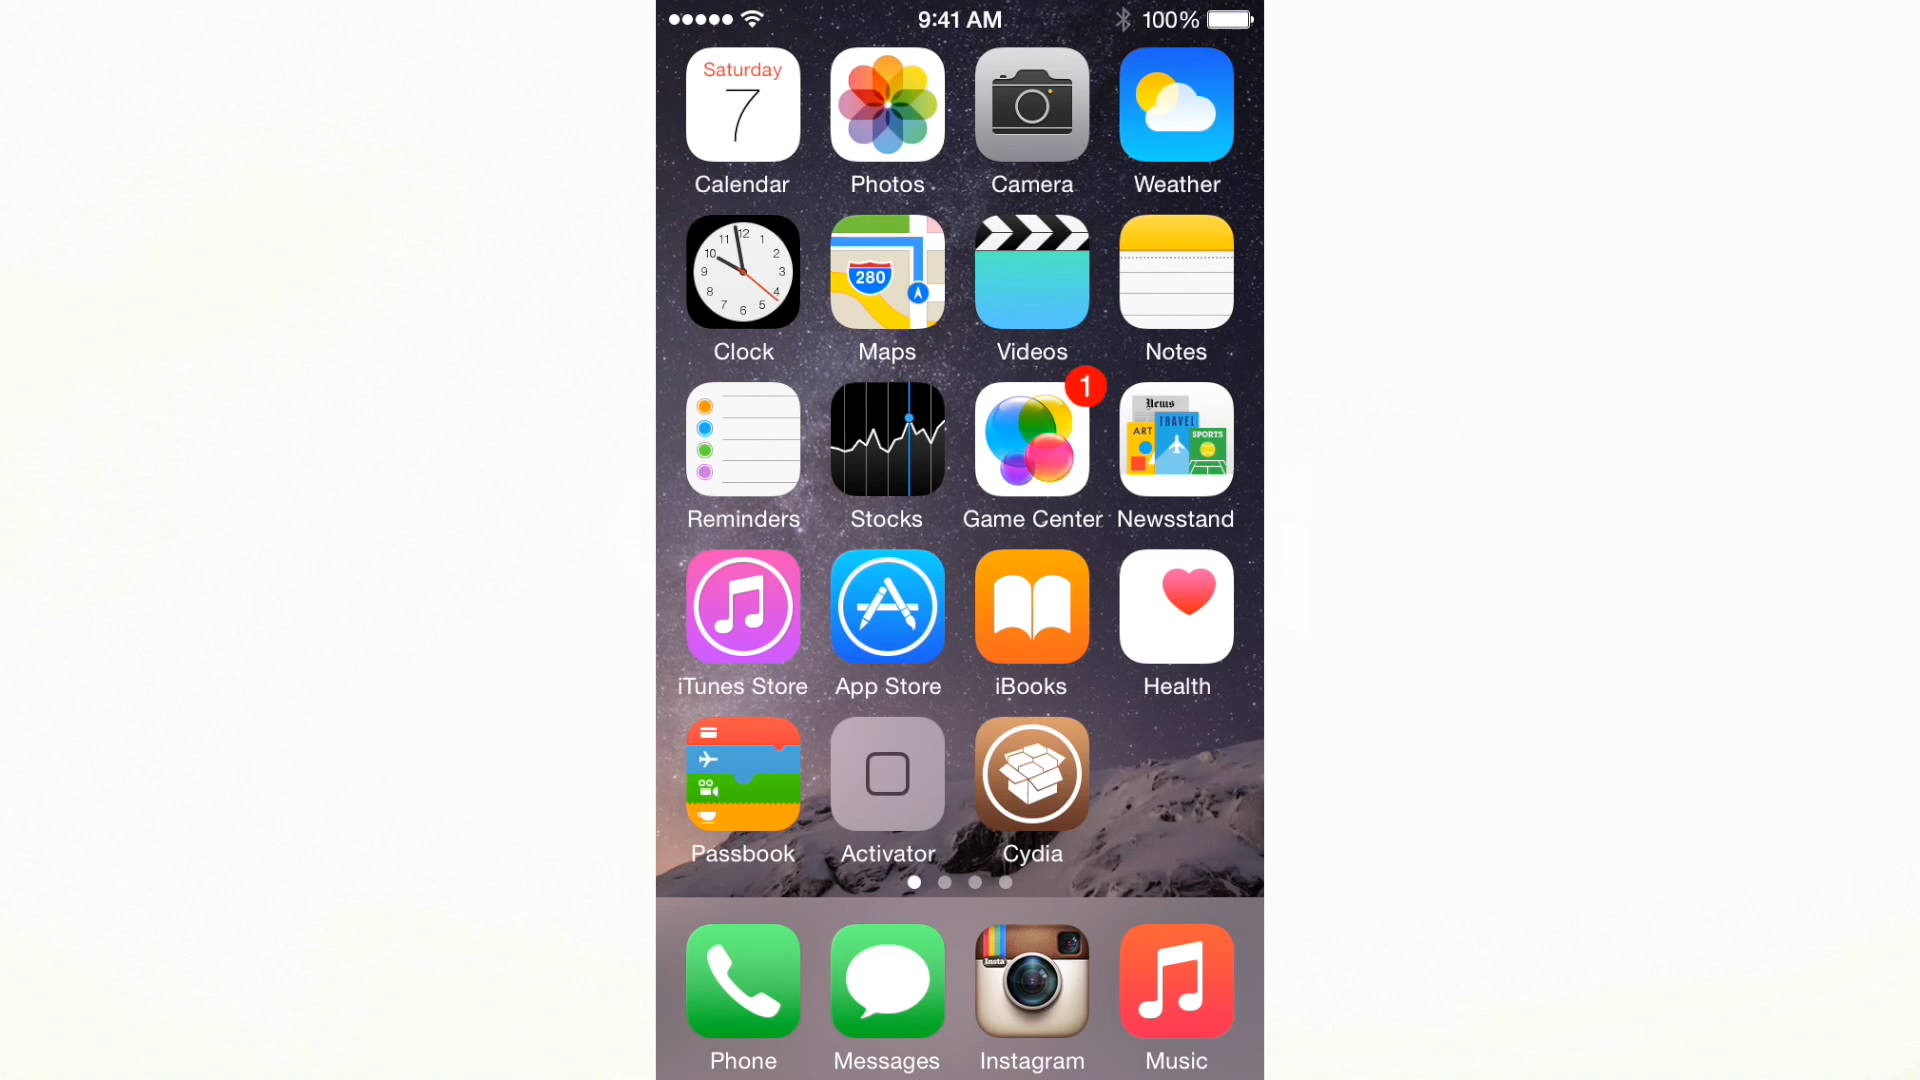 9:41 AM 100%
Saturday
7
Calendar Photos Camera Weather
11 12 1
10 2
9 3
8 4
7 6 5
280
Clock Maps Videos Notes
1
News
ART TRAVEL SPORTS
Reminders Stocks Game Center Newsstand
iTunes Store App Store iBooks Health
Passbook Activator Cydia
Insta
Phone Messages Instagram Music